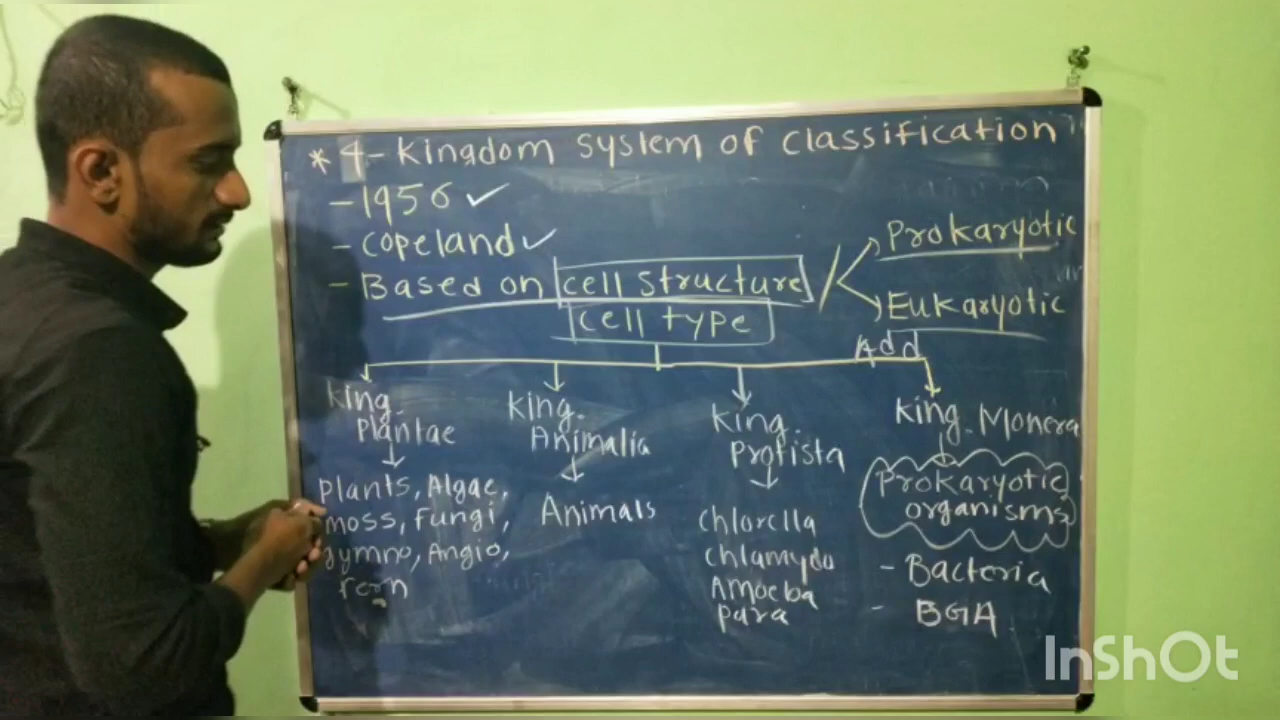 * 4 - Kingdom system of classification
- 1956 ✓
- Copeland ✓
- Based on cell structure
cell type
Prokaryotic
Eukaryotic
Add
King. Plantae
King. Animalia
King. Protista
King. Monera
plants, Algae,
moss, Fungi,
gymno, Angio,
Fern
Animals
Chlorella
Chlamydo
Amoeba
para
Prokaryotic
organisms
- Bacteria
- BGA
InShOt